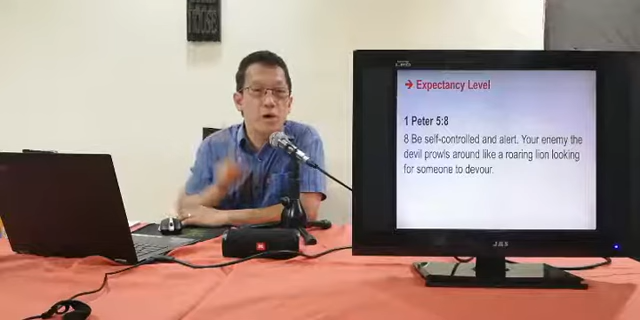 House
➔ Expectancy Level
1 Peter 5:8
8 Be self-controlled and alert. Your enemy the
devil prowls around like a roaring lion looking
for someone to devour.
JBL